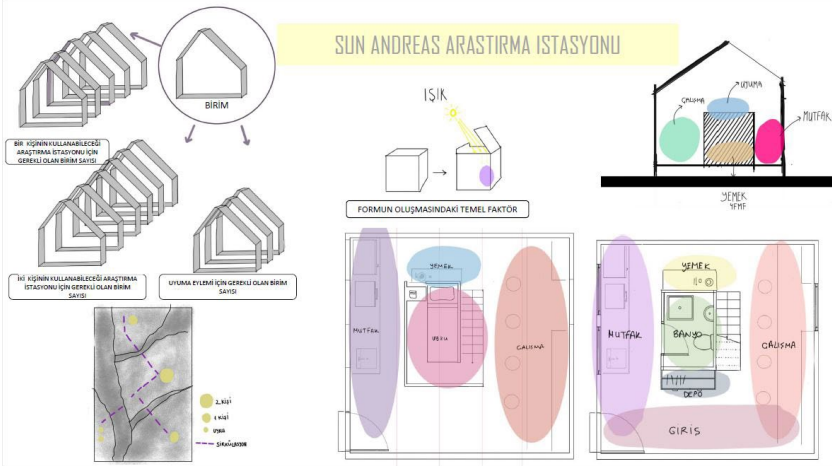 SUN ANDREAS ARASTIRMA ISTASYONU
BİRİM
BİR KİŞİNİN KULLANABİLECEĞİ
ARAŞTIRMA İSTASYONU İÇİN
GEREKLİ OLAN BİRİM SAYISI
İKİ KİŞİNİN KULLANABİLECEĞİ ARAŞTIRMA
İSTASYONU İÇİN GEREKLİ OLAN BİRİM
SAYISI
UYUMA EYLEMİ İÇİN GEREKLİ OLAN BİRİM
SAYISI
2 KİŞİ
1 KİŞİ
UYKU
SİRKÜLASYON
IŞIK
FORMUN OLUŞMASINDAKİ TEMEL FAKTÖR
ÇALIŞMA
UYUMA
MUTFAK
YEMEK
YEMEK
MUTFAK
UYKU
ÇALIŞMA
YEMEK
MUTFAK
BANYO
ÇALIŞMA
DEPO
GIRIŞ